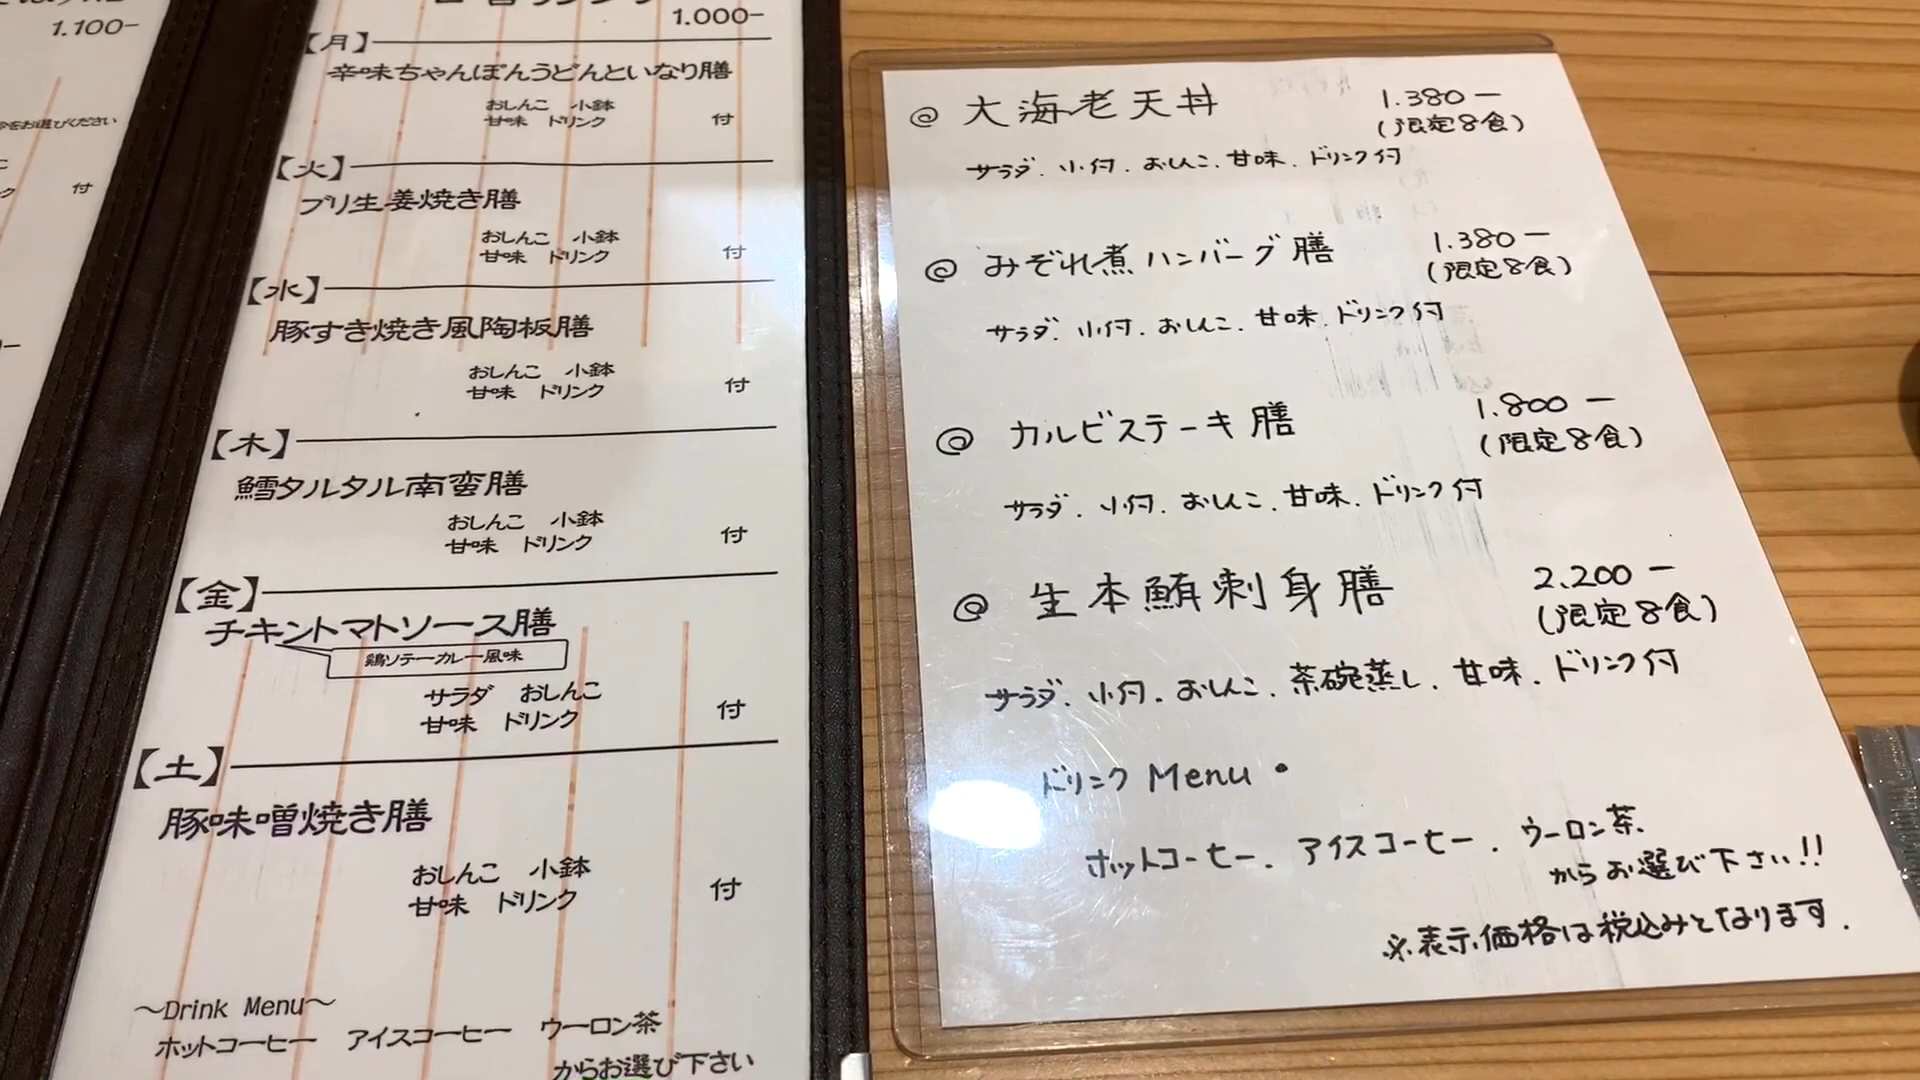 1.100-
をお選びください
付
1.000-
【月】
辛味ちゃんぽんうどんといなり膳
おしんこ 小鉢
甘味 ドリンク 付
【火】
ブリ生姜焼き膳
おしんこ 小鉢
甘味 ドリンク 付
【水】
豚すき焼き風陶板膳
おしんこ 小鉢
甘味 ドリンク 付
【木】
鱈タルタル南蛮膳
おしんこ 小鉢
甘味 ドリンク 付
【金】
チキントマトソース膳
鶏ソテーカレー風味
サラダ おしんこ
甘味 ドリンク 付
【土】
豚味噌焼き膳
おしんこ 小鉢
甘味 ドリンク 付
～Drink Menu～
ホットコーヒー アイスコーヒー ウーロン茶
からお選び下さい
@ 大海老天丼 1.380-
(限定8食)
サラダ. 小付. おしんこ. 甘味. ドリンク付
@ みぞれ煮ハンバーグ膳 1.380-
(限定8食)
サラダ. 小付. おしんこ. 甘味. ドリンク付
@ カルビステーキ膳 1.800-
(限定8食)
サラダ. 小付. おしんこ. 甘味. ドリンク付
@ 生本鮪刺身膳 2.200-
(限定8食)
サラダ. 小付. おしんこ. 茶碗蒸し. 甘味. ドリンク付
ドリンク Menu •
ホットコーヒー. アイスコーヒー. ウーロン茶.
からお選び下さい!!
※表示価格は税込みとなります.